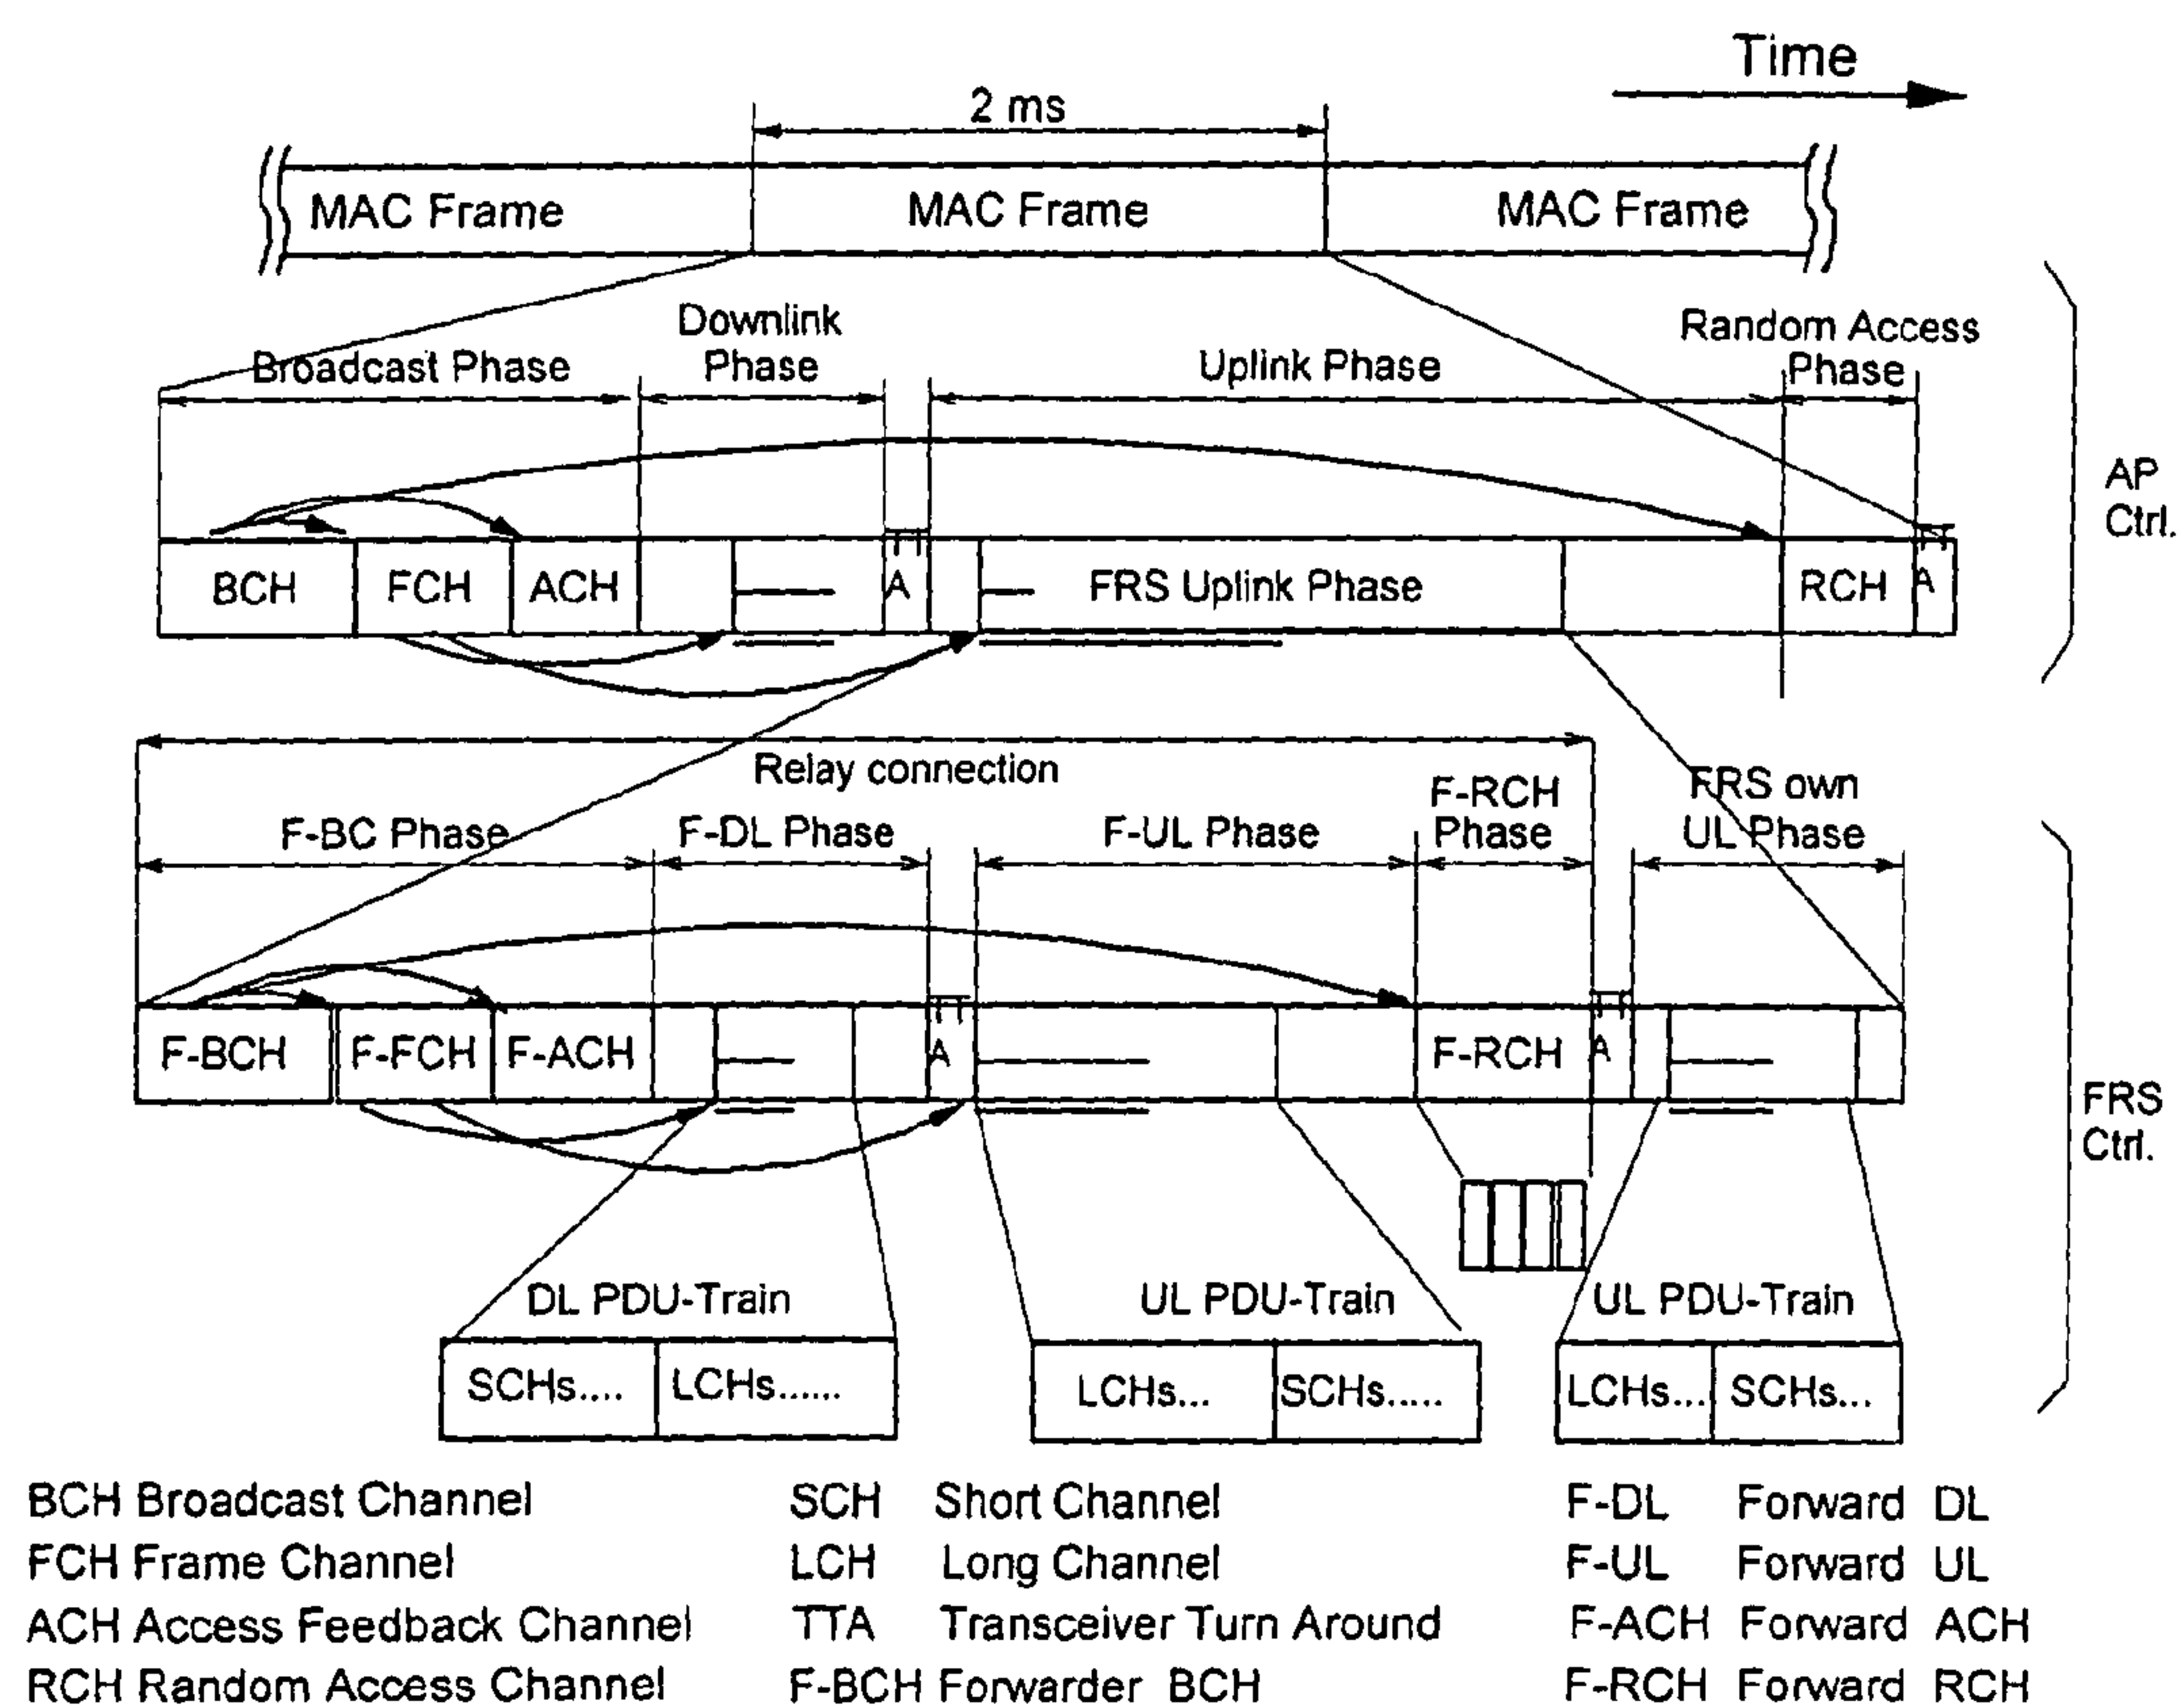 Time
2 ms
MAC Frame
MAC Frame
MAC Frame
Broadcast Phase
Downlink
Phase
Uplink Phase
Random Access
Phase
AP
Ctrl.
BCH
FCH
ACH
TTA
FRS Uplink Phase
RCH
TTA
Relay connection
F-BC Phase
F-DL Phase
F-UL Phase
F-RCH
Phase
FRS own
UL Phase
F-BCH
F-FCH
F-ACH
TTA
F-RCH
TTA
FRS
Ctrl.
DL PDU-Train
UL PDU-Train
UL PDU-Train
SCHs....
LCHs......
LCHs...
SCHs.....
LCHs...
SCHs...
BCH Broadcast Channel
FCH Frame Channel
ACH Access Feedback Channel
RCH Random Access Channel
SCH Short Channel
LCH Long Channel
TTA Transceiver Turn Around
F-BCH Forwarder BCH
F-DL Forward DL
F-UL Forward UL
F-ACH Forward ACH
F-RCH Forward RCH